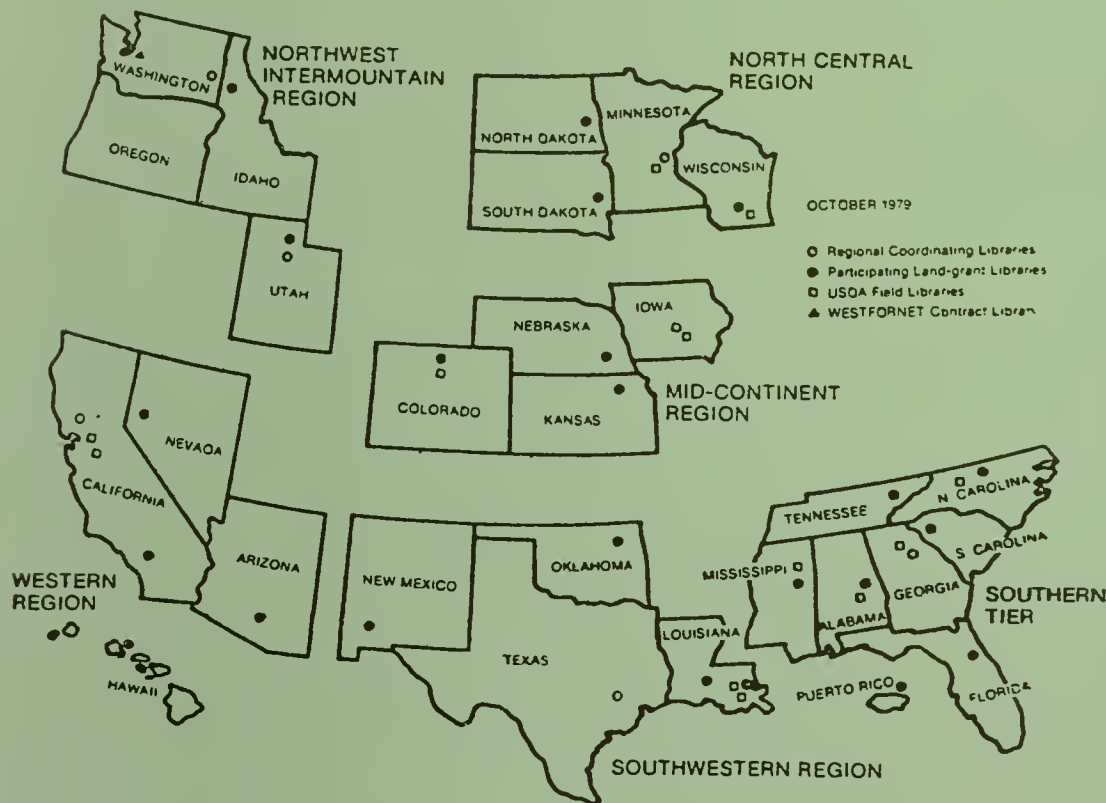 NORTHWEST
INTERMOUNTAIN
REGION
WASHINGTON
OREGON
IDAHO
UTAH
NORTH CENTRAL
REGION
NORTH DAKOTA
MINNESOTA
WISCONSIN
SOUTH DAKOTA
OCTOBER 1979
Regional Coordinating Libraries
Participating Land-grant Libraries
USDA Field Libraries
WESTFORNET Contract Library
NEBRASKA
IOWA
COLORADO
KANSAS
MID-CONTINENT
REGION
NEVADA
CALIFORNIA
ARIZONA
WESTERN
REGION
HAWAII
NEW MEXICO
OKLAHOMA
TEXAS
LOUISIANA
SOUTHWESTERN REGION
TENNESSEE
N CAROLINA
S CAROLINA
MISSISSIPPI
ALABAMA
GEORGIA
SOUTHERN
TIER
PUERTO RICO
FLORIDA